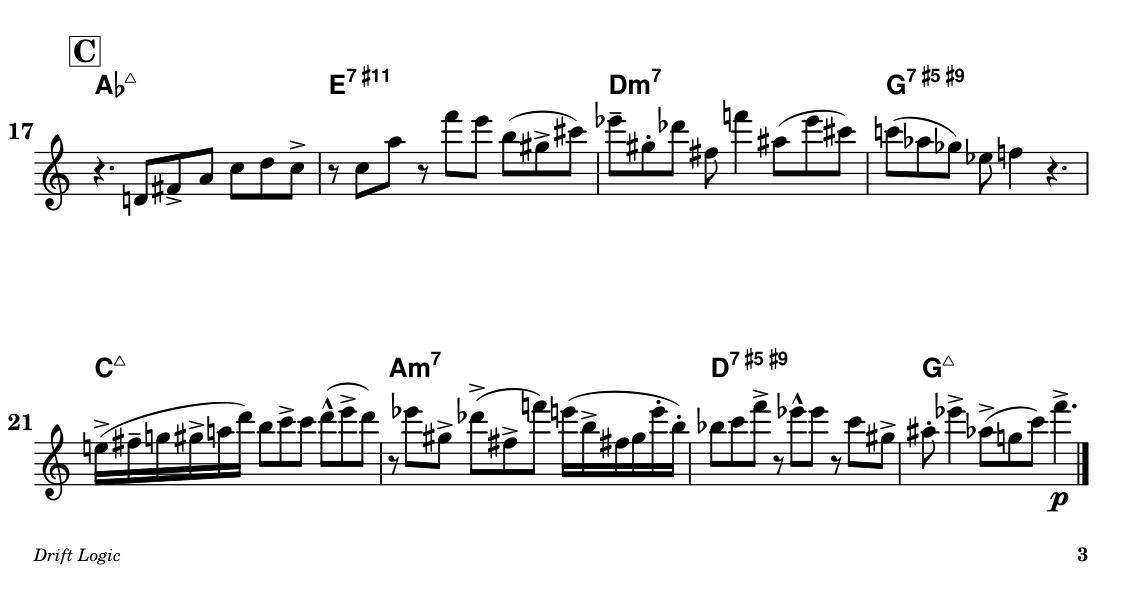 C
A♭△ E7 ♯11 Dm7 G7 ♯5 ♯9
17
C△ Am7 D7 ♯5 ♯9 G△
21
p
Drift Logic 3